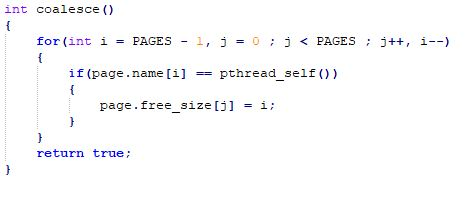 int coalesce()
{
for(int i = PAGES - 1, j = 0 ; j < PAGES ; j++, i--)
{
if(page.name[i] == pthread_self())
{
page.free_size[j] = i;
}
}
return true;
}